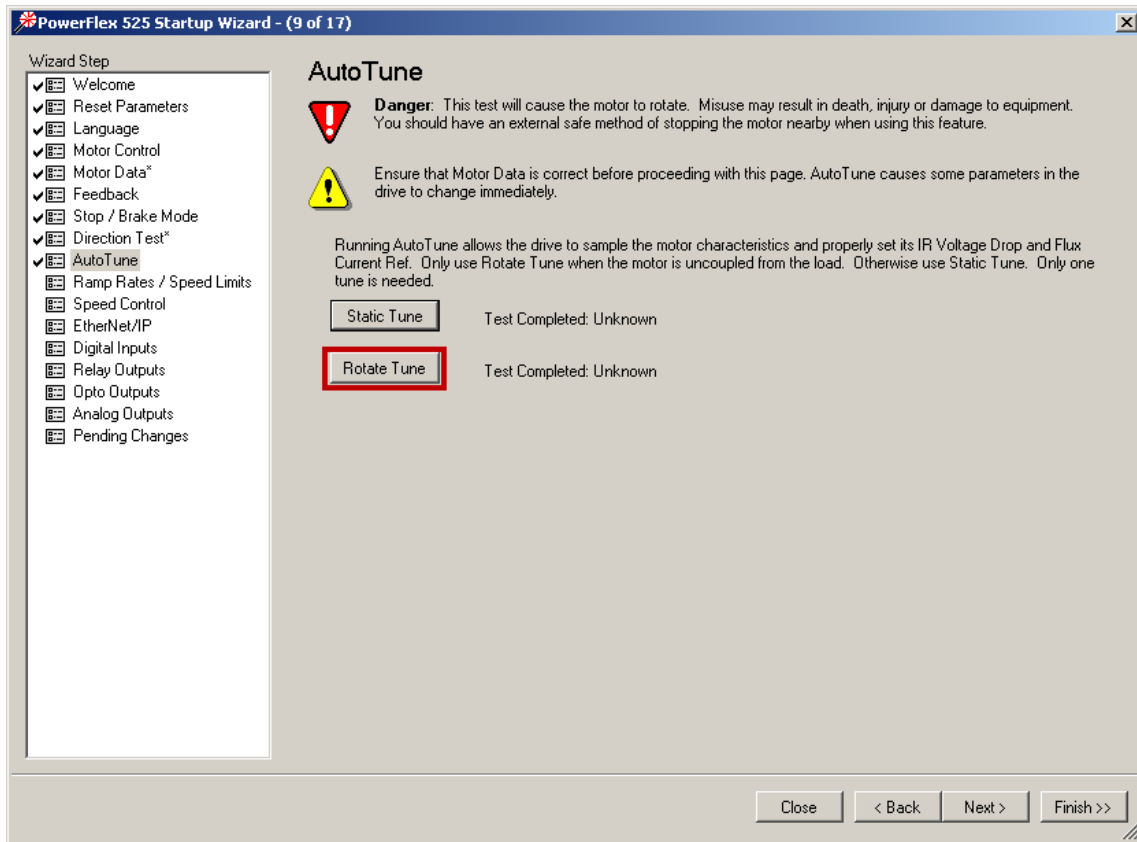 PowerFlex 525 Startup Wizard - (9 of 17)
Wizard Step
Welcome
Reset Parameters
Language
Motor Control
Motor Data*
Feedback
Stop / Brake Mode
Direction Test*
AutoTune
Ramp Rates / Speed Limits
Speed Control
EtherNet/IP
Digital Inputs
Relay Outputs
Opto Outputs
Analog Outputs
Pending Changes
AutoTune
Danger: This test will cause the motor to rotate. Misuse may result in death, injury or damage to equipment.
You should have an external safe method of stopping the motor nearby when using this feature.
Ensure that Motor Data is correct before proceeding with this page. AutoTune causes some parameters in the
drive to change immediately.
Running AutoTune allows the drive to sample the motor characteristics and properly set its IR Voltage Drop and Flux
Current Ref. Only use Rotate Tune when the motor is uncoupled from the load. Otherwise use Static Tune. Only one
tune is needed.
Static Tune Test Completed: Unknown
Rotate Tune Test Completed: Unknown
Close < Back Next > Finish >>